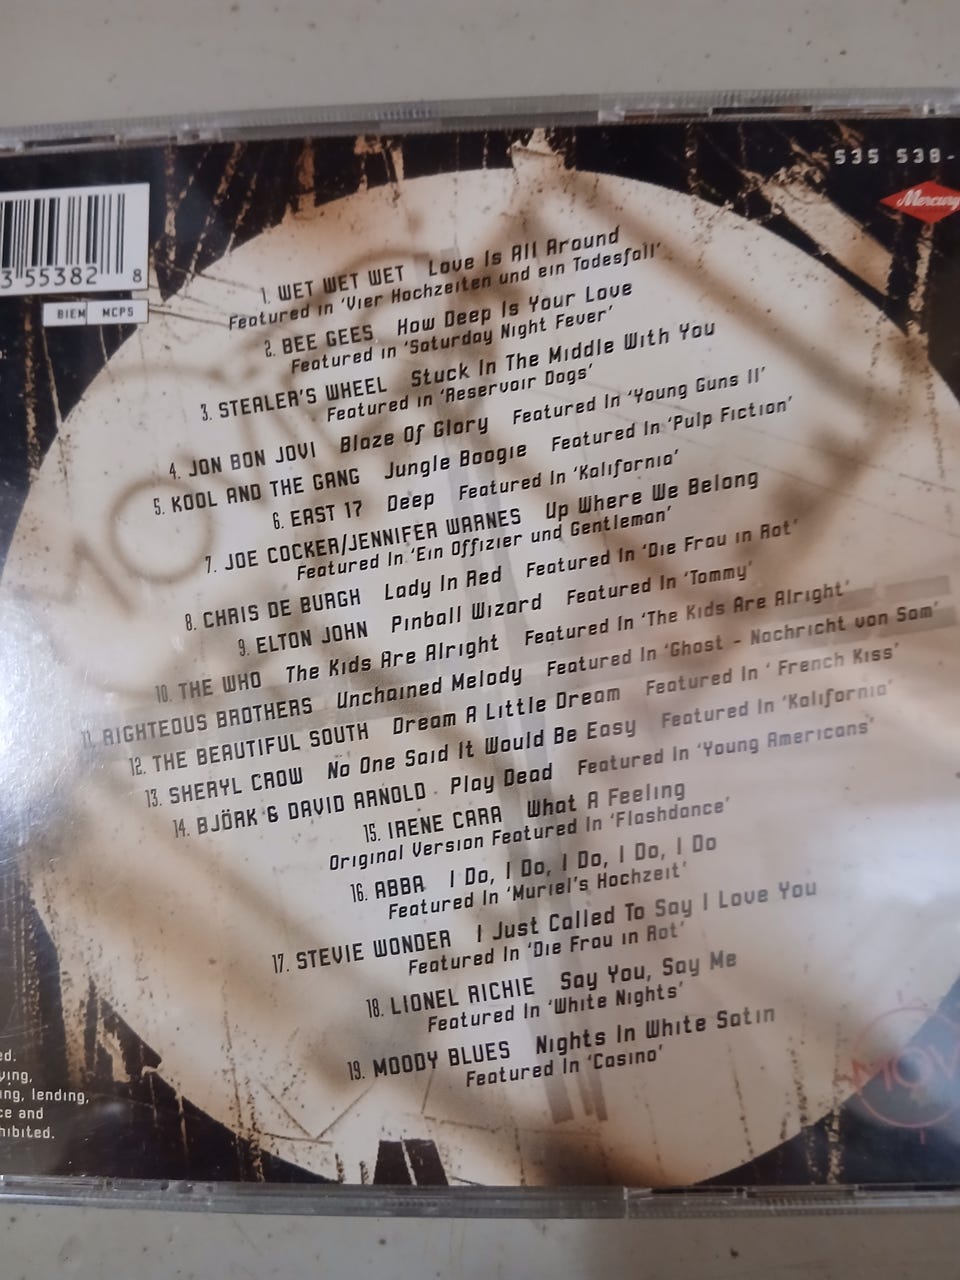 535 538-
Mercury
3 55382 8
BIEM MCPS
1. WET WET WET Love Is All Around
Featured in 'Vier Hochzeiten und ein Todesfall'
2. BEE GEES How Deep Is Your Love
Featured in 'Saturday Night Fever'
3. STEALER'S WHEEL Stuck In The Middle With You
Featured in 'Reservoir Dogs'
4. JON BON JOVI Blaze Of Glory Featured In 'Young Guns II'
5. KOOL AND THE GANG Jungle Boogie Featured In 'Pulp Fiction'
6. EAST 17 Deep Featured In 'Kalifornia'
7. JOE COCKER/JENNIFER WARNES Up Where We Belong
Featured In 'Ein Offizier und Gentleman'
8. CHRIS DE BURGH Lady In Red Featured In 'Die Frau in Rot'
9. ELTON JOHN Pinball Wizard Featured In 'Tommy'
10. THE WHO The Kids Are Alright Featured In 'The Kids Are Alright'
11. RIGHTEOUS BROTHERS Unchained Melody Featured In 'Ghost - Nachricht von Sam'
12. THE BEAUTIFUL SOUTH Dream A Little Dream Featured In 'French Kiss'
13. SHERYL CROW No One Said It Would Be Easy Featured In 'Kalifornia'
14. BJÖRK & DAVID ARNOLD Play Dead Featured In 'Young Americans'
15. IRENE CARA What A Feeling
Original Version Featured In 'Flashdance'
16. ABBA I Do, I Do, I Do, I Do, I Do
Featured In 'Muriel's Hochzeit'
17. STEVIE WONDER I Just Called To Say I Love You
Featured In 'Die Frau in Rot'
18. LIONEL RICHIE Say You, Say Me
Featured In 'White Nights'
19. MOODY BLUES Nights In White Satin
Featured In 'Casino'
ed.
ying,
ing, lending,
ce and
hibited.
MOV